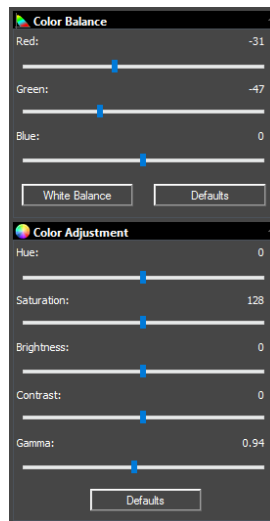 Color Balance
Red: -31
Green: -47
Blue: 0
White Balance Defaults
Color Adjustment
Hue: 0
Saturation: 128
Brightness: 0
Contrast: 0
Gamma: 0.94
Defaults